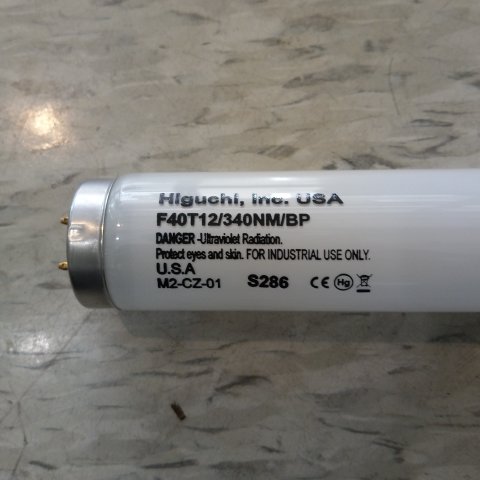 Higuchi, Inc. USA
F40T12/340NM/BP
DANGER -Ultraviolet Radiation.
Protect eyes and skin. FOR INDUSTRIAL USE ONLY.
U.S.A
M2-CZ-01 S286 CE Hg